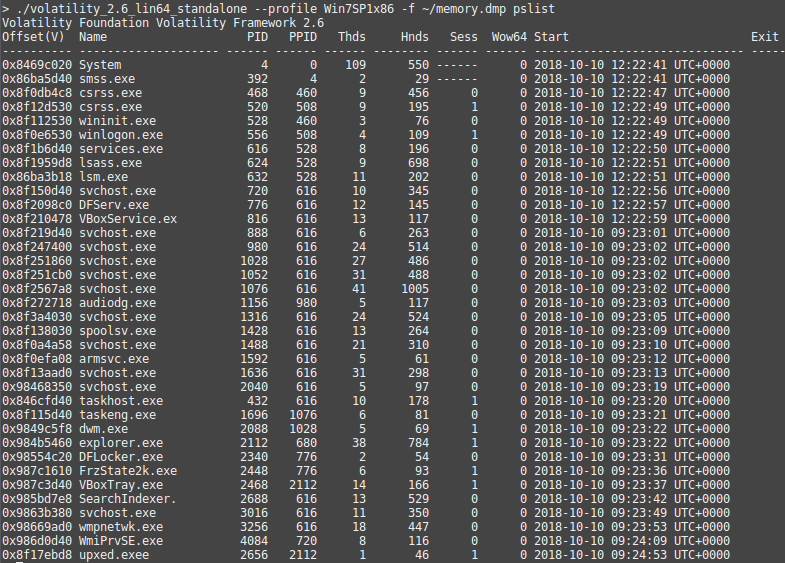 > ./volatility_2.6_lin64_standalone --profile Win7SP1x86 -f ~/memory.dmp pslist
Volatility Foundation Volatility Framework 2.6
Offset(V)  Name                    PID   PPID   Thds     Hnds   Sess  Wow64 Start                          Exit
---------- -------------------- ------ ------ ------ -------- ------ ------ ------------------------------ -----
0x8469c020 System                    4      0    109      550 ------      0 2018-10-10 12:22:41 UTC+0000
0x86ba5d40 smss.exe                392      4      2       29 ------      0 2018-10-10 12:22:41 UTC+0000
0x8f0db4c8 csrss.exe               468    460      9      456      0      0 2018-10-10 12:22:47 UTC+0000
0x8f12d530 csrss.exe               520    508      9      195      1      0 2018-10-10 12:22:49 UTC+0000
0x8f112530 wininit.exe             528    460      3       76      0      0 2018-10-10 12:22:49 UTC+0000
0x8f0e6530 winlogon.exe            556    508      4      109      1      0 2018-10-10 12:22:49 UTC+0000
0x8f1b6d40 services.exe            616    528      8      196      0      0 2018-10-10 12:22:50 UTC+0000
0x8f1959d8 lsass.exe               624    528      9      698      0      0 2018-10-10 12:22:51 UTC+0000
0x86ba3b18 lsm.exe                 632    528     11      202      0      0 2018-10-10 12:22:51 UTC+0000
0x8f150d40 svchost.exe             720    616     10      345      0      0 2018-10-10 12:22:56 UTC+0000
0x8f2098c0 DFServ.exe              776    616     12      145      0      0 2018-10-10 12:22:57 UTC+0000
0x8f210478 VBoxService.ex          816    616     13      117      0      0 2018-10-10 12:22:59 UTC+0000
0x8f219d40 svchost.exe             888    616      6      263      0      0 2018-10-10 09:23:01 UTC+0000
0x8f247400 svchost.exe             980    616     24      514      0      0 2018-10-10 09:23:02 UTC+0000
0x8f251860 svchost.exe            1028    616     27      486      0      0 2018-10-10 09:23:02 UTC+0000
0x8f251cb0 svchost.exe            1052    616     31      488      0      0 2018-10-10 09:23:02 UTC+0000
0x8f2567a8 svchost.exe            1076    616     41     1005      0      0 2018-10-10 09:23:02 UTC+0000
0x8f272718 audiodg.exe            1156    980      5      117      0      0 2018-10-10 09:23:03 UTC+0000
0x8f3a4030 svchost.exe            1316    616     24      524      0      0 2018-10-10 09:23:05 UTC+0000
0x8f138030 spoolsv.exe            1428    616     13      264      0      0 2018-10-10 09:23:09 UTC+0000
0x8f0a4a58 svchost.exe            1488    616     21      310      0      0 2018-10-10 09:23:10 UTC+0000
0x8f0efa08 armsvc.exe             1592    616      5       61      0      0 2018-10-10 09:23:12 UTC+0000
0x8f13aad0 svchost.exe            1636    616     31      298      0      0 2018-10-10 09:23:13 UTC+0000
0x98468350 svchost.exe            2040    616      5       97      0      0 2018-10-10 09:23:19 UTC+0000
0x846cfd40 taskhost.exe            432    616     10      178      1      0 2018-10-10 09:23:20 UTC+0000
0x8f115d40 taskeng.exe            1696   1076      6       81      0      0 2018-10-10 09:23:21 UTC+0000
0x9849c5f8 dwm.exe                2088   1028      5       69      1      0 2018-10-10 09:23:22 UTC+0000
0x984b5460 explorer.exe           2112    680     38      784      1      0 2018-10-10 09:23:22 UTC+0000
0x98554c20 DFLocker.exe           2340    776      2       54      0      0 2018-10-10 09:23:31 UTC+0000
0x987c1610 FrzState2k.exe         2448    776      6       93      1      0 2018-10-10 09:23:36 UTC+0000
0x987c3d40 VBoxTray.exe           2468   2112     14      166      1      0 2018-10-10 09:23:37 UTC+0000
0x985bd7e8 SearchIndexer.         2688    616     13      529      0      0 2018-10-10 09:23:42 UTC+0000
0x9863b380 svchost.exe            3016    616     11      350      0      0 2018-10-10 09:23:49 UTC+0000
0x98669ad0 wmpnetwk.exe           3256    616     18      447      0      0 2018-10-10 09:23:53 UTC+0000
0x986d0d40 WmiPrvSE.exe           4084    720      8      116      0      0 2018-10-10 09:24:09 UTC+0000
0x8f17ebd8 upxed.exee             2656   2112      1       46      1      0 2018-10-10 09:24:53 UTC+0000